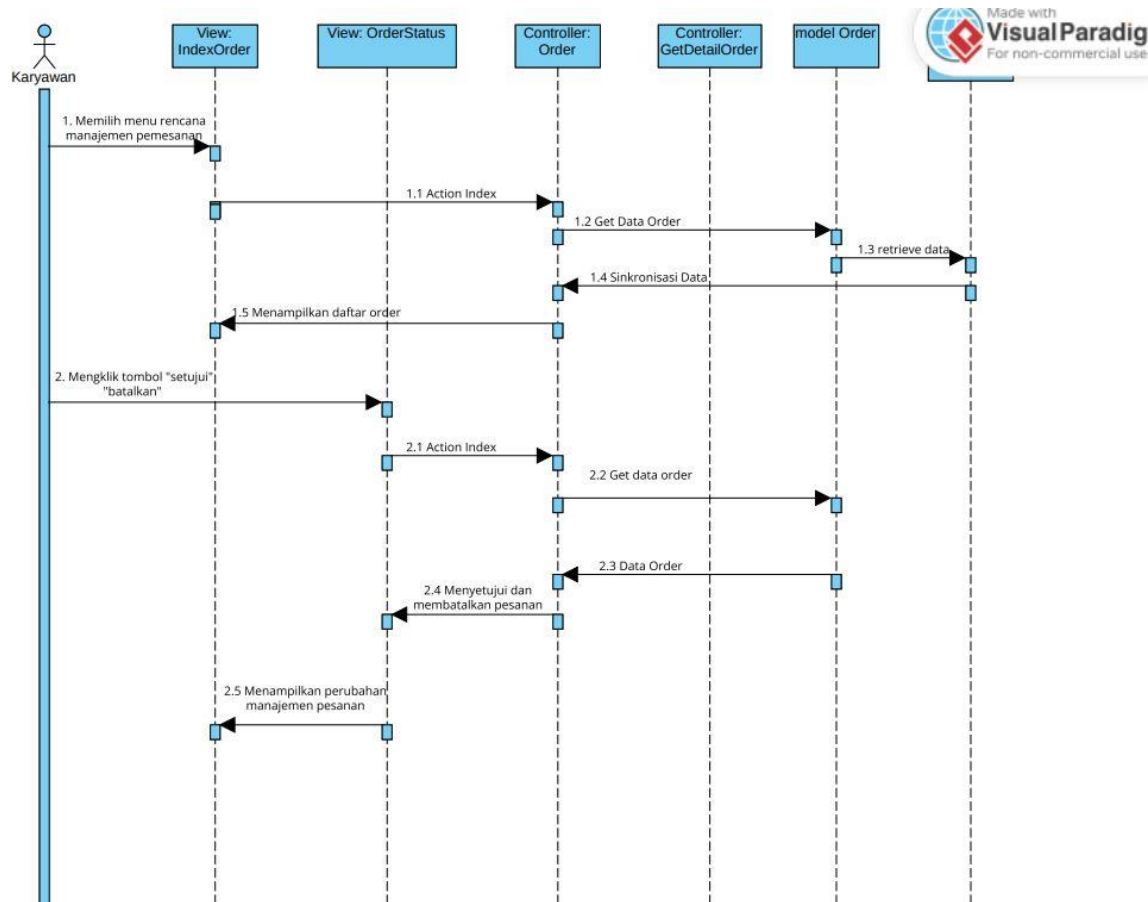 Made with
Visual Paradig
For non-commercial use
View:
IndexOrder
View: OrderStatus
Controller:
Order
Controller:
GetDetailOrder
model Order
Karyawan
1. Memilih menu rencana
manajemen pemesanan
1.1 Action Index
1.2 Get Data Order
1.3 retrieve data
1.4 Sinkronisasi Data
1.5 Menampilkan daftar order
2. Mengklik tombol "setujui"
"batalkan"
2.1 Action Index
2.2 Get data order
2.3 Data Order
2.4 Menyetujui dan
membatalkan pesanan
2.5 Menampilkan perubahan
manajemen pesanan